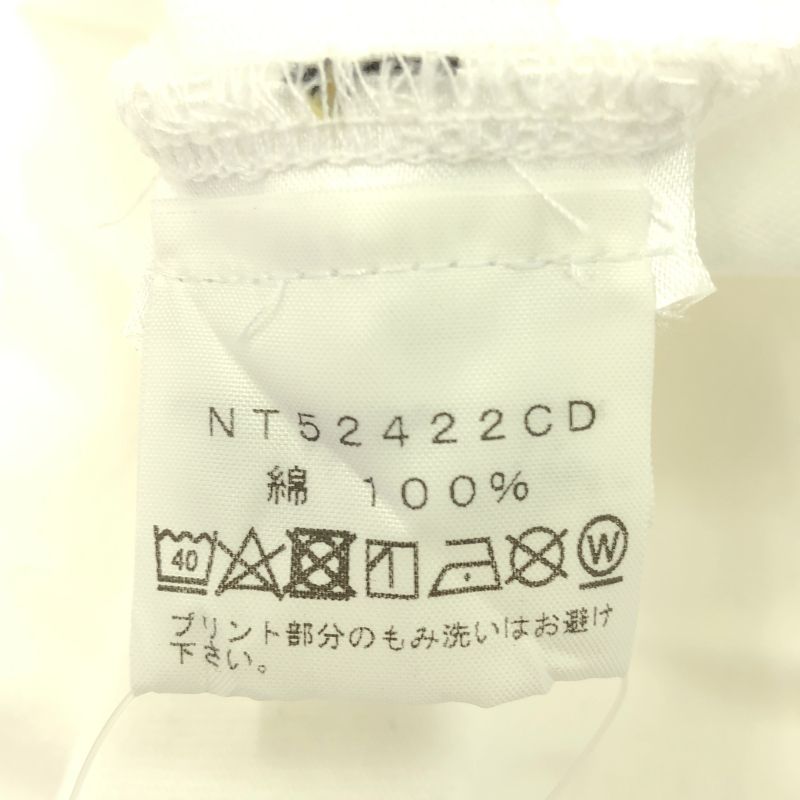 NT52422CD
綿 100%
40 W
プリント部分のもみ洗いはお避け
下さい。